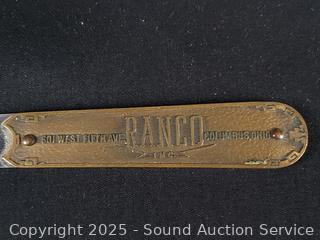 601 WEST FIFTH AVE. RANCO COLUMBUS, OHIO
INC.
Copyright 2025 - Sound Auction Service